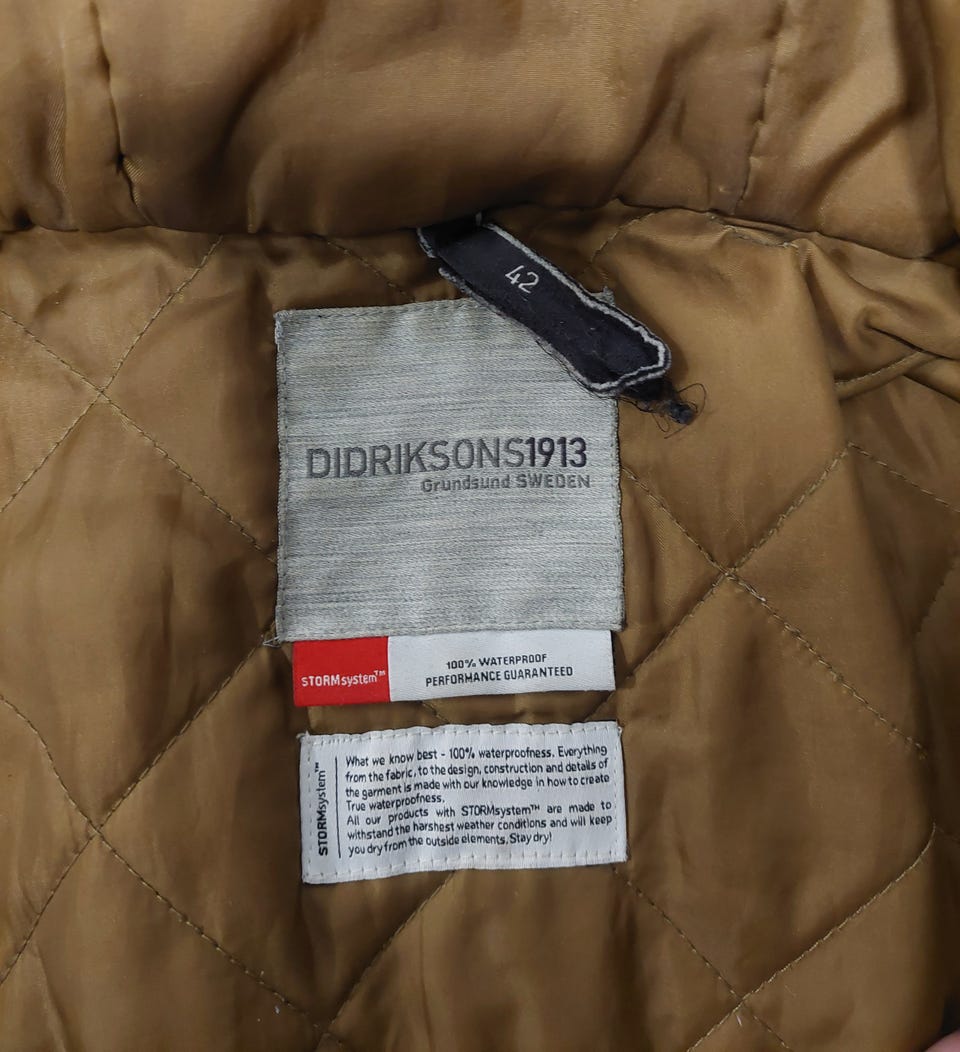 42
DIDRIKSONS1913
Grundsund SWEDEN
STORMsystem™
100% WATERPROOF
PERFORMANCE GUARANTEED
STORMsystem™
What we know best - 100% waterproofness. Everything
from the fabric, to the design, construction and details of
the garment is made with our knowledge in how to create
True waterproofness.
All our products with STORMsystem™ are made to
withstand the harshest weather conditions and will keep
you dry from the outside elements. Stay dry!